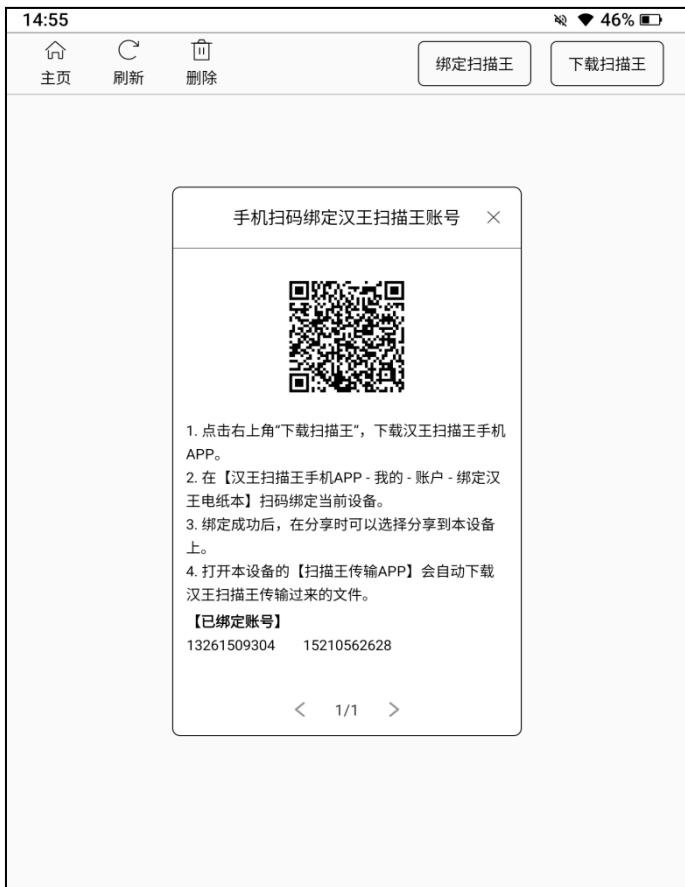 14:55 46%
主页 刷新 删除 绑定扫描王 下载扫描王
手机扫码绑定汉王扫描王账号
1. 点击右上角“下载扫描王”，下载汉王扫描王手机
APP。
2. 在【汉王扫描王手机APP - 我的 - 账户 - 绑定汉
王电纸本】扫码绑定当前设备。
3. 绑定成功后，在分享时可以选择分享到本设备
上。
4. 打开本设备的【扫描王传输APP】会自动下载
汉王扫描王传输过来的文件。
【已绑定账号】
13261509304 15210562628
1/1